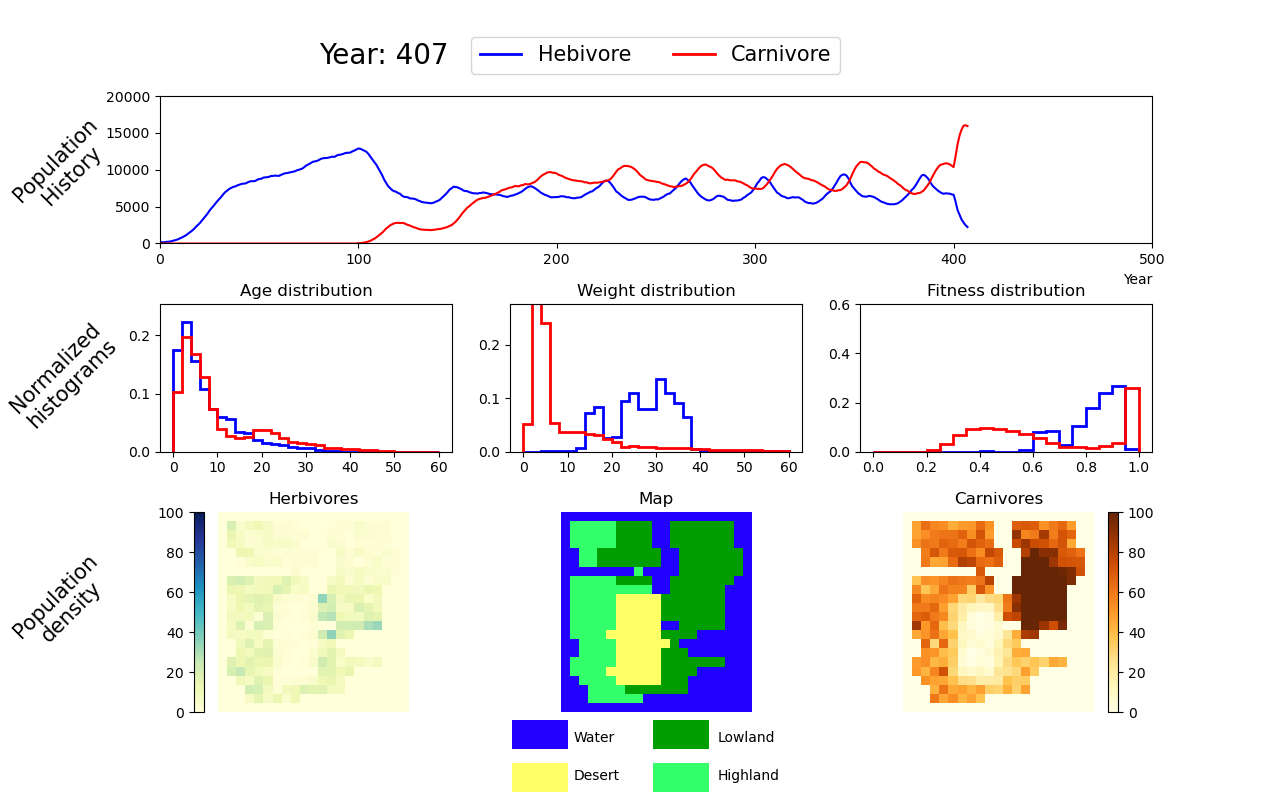 Year: 407
Hebivore
Carnivore
Population
History
20000
15000
10000
5000
0
0 100 200 300 400 500
Year
Normalized
histograms
Age distribution
0.2
0.1
0.0
0 10 20 30 40 50 60
Weight distribution
0.2
0.1
0.0
0 10 20 30 40 50 60
Fitness distribution
0.6
0.4
0.2
0.0
0.0 0.2 0.4 0.6 0.8 1.0
Population
density
Herbivores
100
80
60
40
20
0
Map
Carnivores
100
80
60
40
20
0
Water
Lowland
Desert
Highland